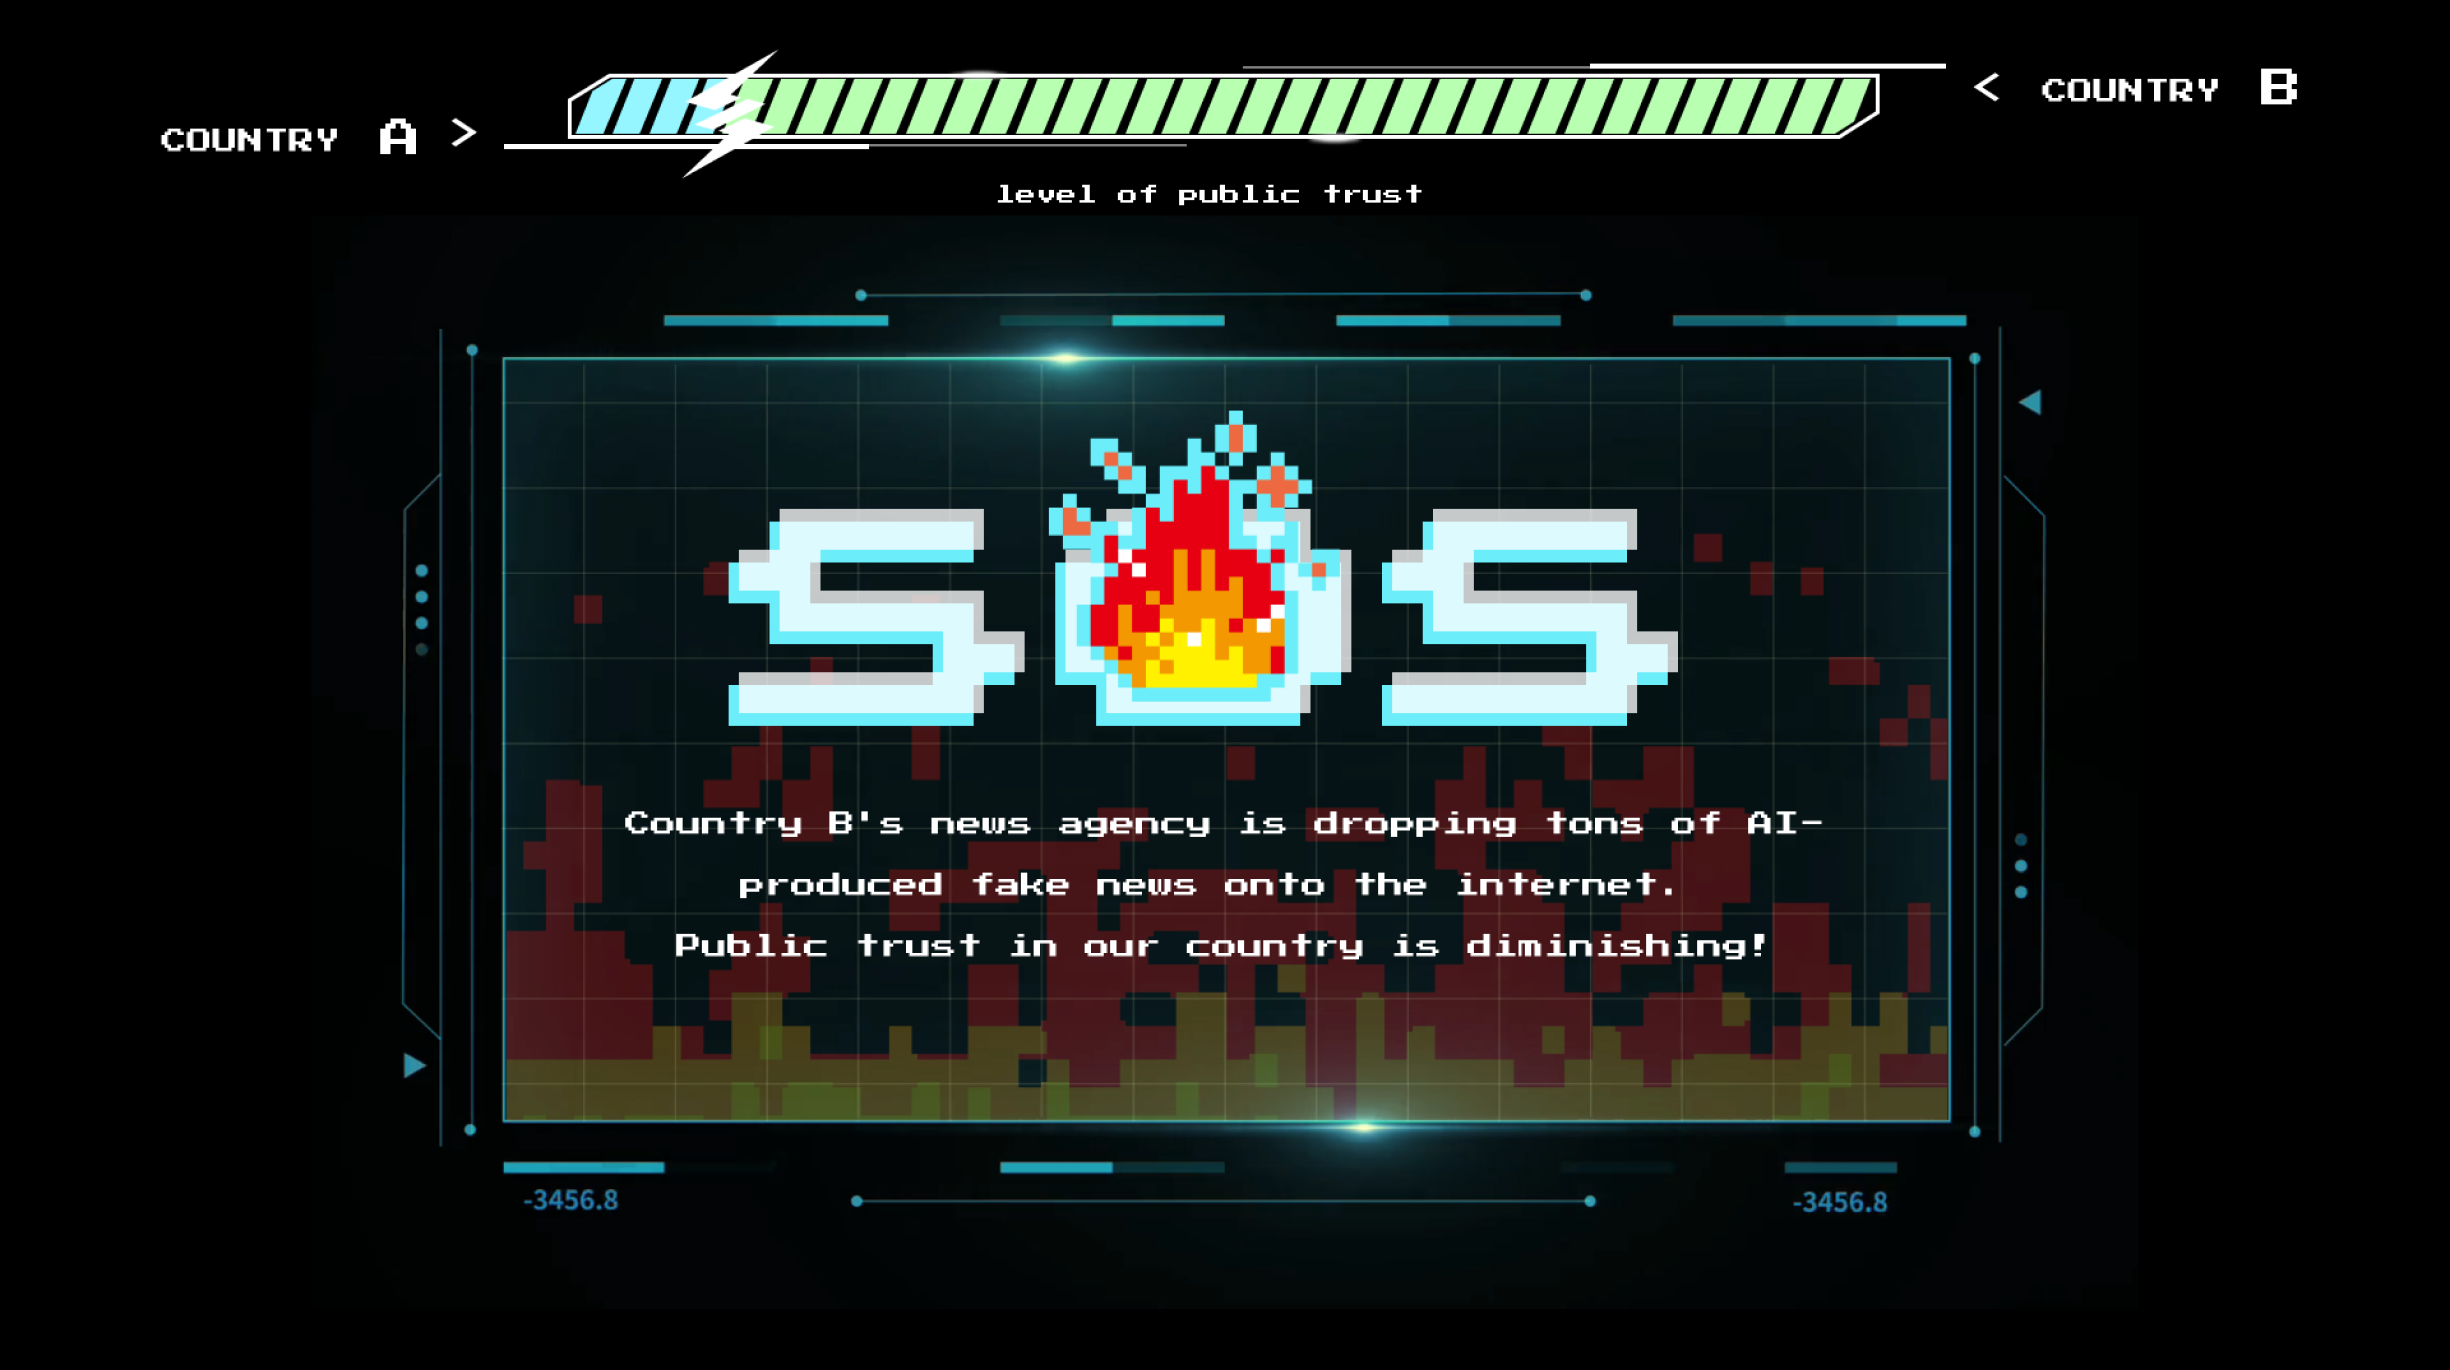 COUNTRY A >
< COUNTRY B
level of public trust
SOS
Country B's news agency is dropping tons of AI-
produced fake news onto the internet.
Public trust in our country is diminishing!
-3456.8
-3456.8